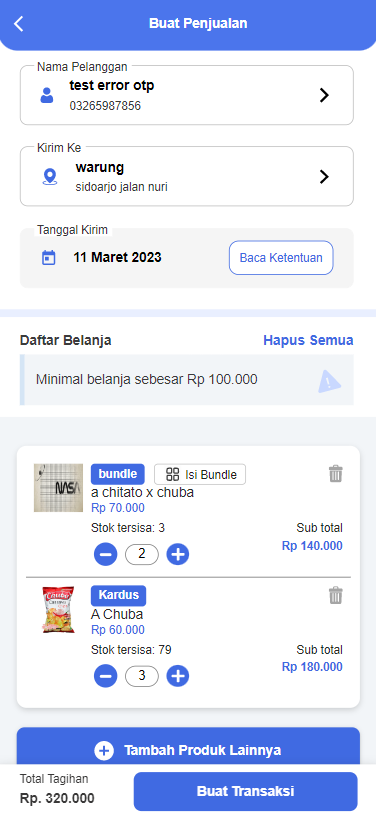 Buat Penjualan
Nama Pelanggan
test error otp
03265987856
Kirim Ke
warung
sidoarjo jalan nuri
Tanggal Kirim
11 Maret 2023
Baca Ketentuan
Daftar Belanja
Hapus Semua
Minimal belanja sebesar Rp 100.000
NASA
bundle
Isi Bundle
a chitato x chuba
Rp 70.000
Stok tersisa: 3
Sub total
2
Rp 140.000
Chuba
Kardus
A Chuba
Rp 60.000
Stok tersisa: 79
Sub total
3
Rp 180.000
Tambah Produk Lainnya
Total Tagihan
Rp. 320.000
Buat Transaksi